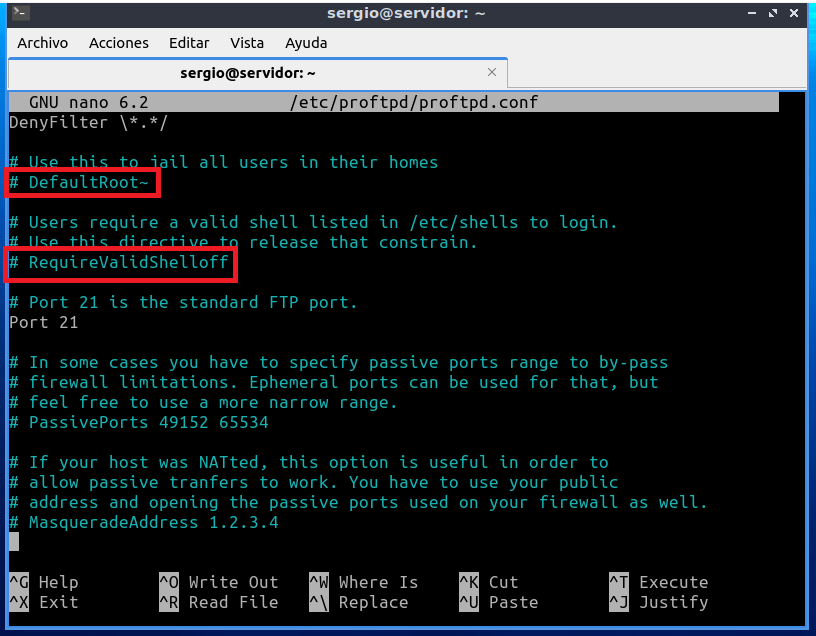 sergio@servidor: ~
Archivo Acciones Editar Vista Ayuda
sergio@servidor: ~
GNU nano 6.2 /etc/proftpd/proftpd.conf
DenyFilter \*.*/
# Use this to jail all users in their homes
# DefaultRoot~
# Users require a valid shell listed in /etc/shells to login.
# Use this directive to release that constrain.
# RequireValidShelloff
# Port 21 is the standard FTP port.
Port 21
# In some cases you have to specify passive ports range to by-pass
# firewall limitations. Ephemeral ports can be used for that, but
# feel free to use a more narrow range.
# PassivePorts 49152 65534
# If your host was NATted, this option is useful in order to
# allow passive tranfers to work. You have to use your public
# address and opening the passive ports used on your firewall as well.
# MasqueradeAddress 1.2.3.4
^G Help ^O Write Out ^W Where Is ^K Cut ^T Execute
^X Exit ^R Read File ^\ Replace ^U Paste ^J Justify